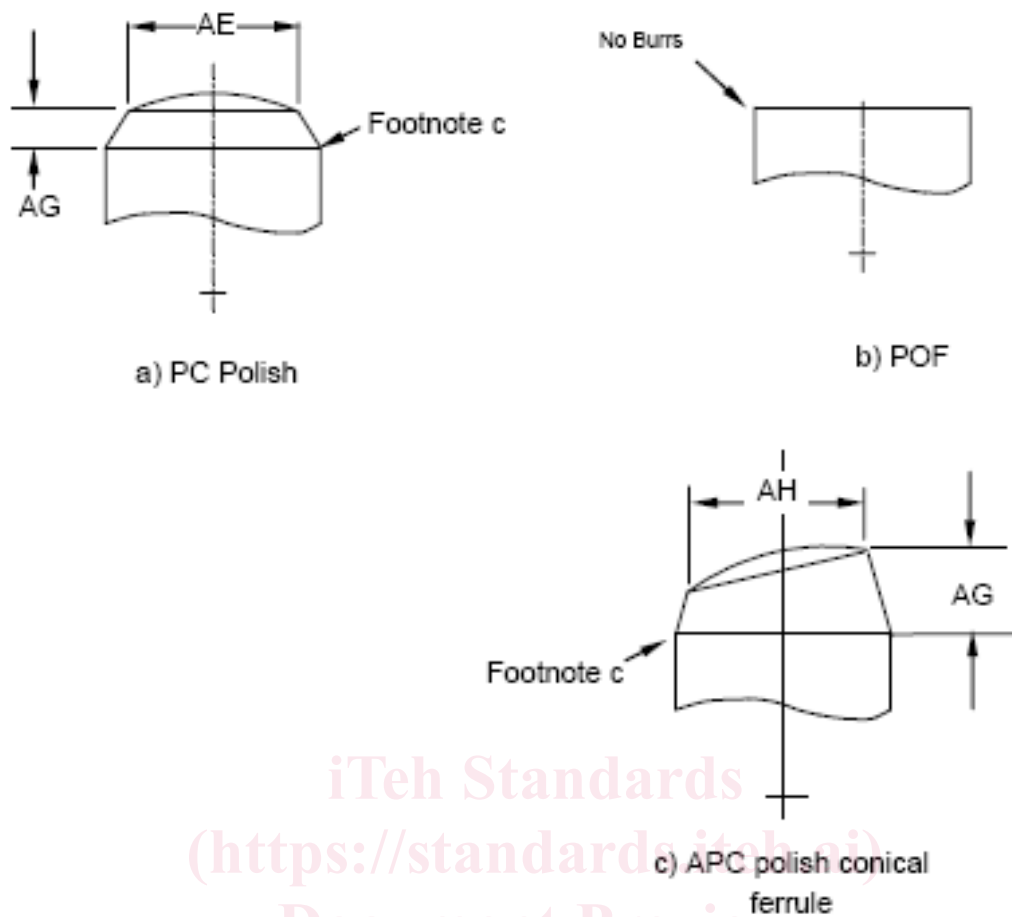 AE
No Burrs
Footnote c
AG
a) PC Polish
b) POF
AH
AG
Footnote c
iTeh Standards
(https://standards.iteh.ai)
c) APC polish conical
ferrule